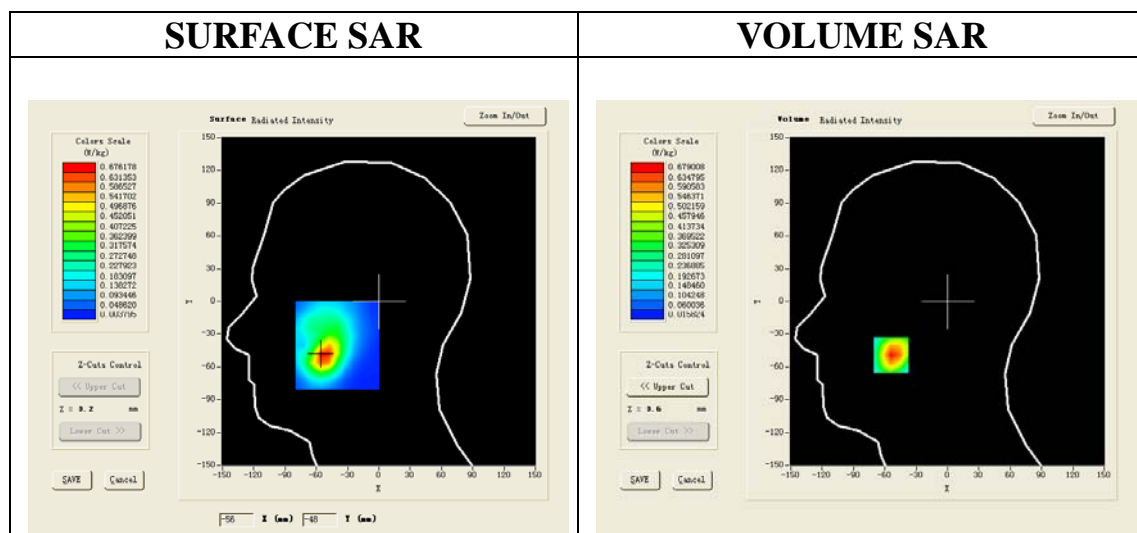 SURFACE SAR
VOLUME SAR
Surface Radiated Intensity
Zoom In/Out
Colors Scale
(W/kg)
0.676178
0.631353
0.586527
0.541702
0.496876
0.452051
0.407225
0.362399
0.317574
0.272748
0.227923
0.183097
0.138272
0.093446
0.048620
0.003795
150
120
90
60
30
0
-30
-60
-90
-120
-150
Y
-150 -120 -90 -60 -30 0 30 60 90 120 150
X
Z-Cuts Control
<< Upper Cut
Lower Cut >>
SAVE
Cancel
-56 X (mm) -48 Y (mm)
Volume Radiated Intensity
Zoom In/Out
Colors Scale
(W/kg)
0.679008
0.634795
0.590583
0.546371
0.502159
0.457946
0.413734
0.369522
0.325309
0.281097
0.236885
0.192673
0.148460
0.104248
0.060036
0.015824
150
120
90
60
30
0
-30
-60
-90
-120
-150
Y
-150 -120 -90 -60 -30 0 30 60 90 120 150
X
Z-Cuts Control
<< Upper Cut
Lower Cut >>
SAVE
Cancel